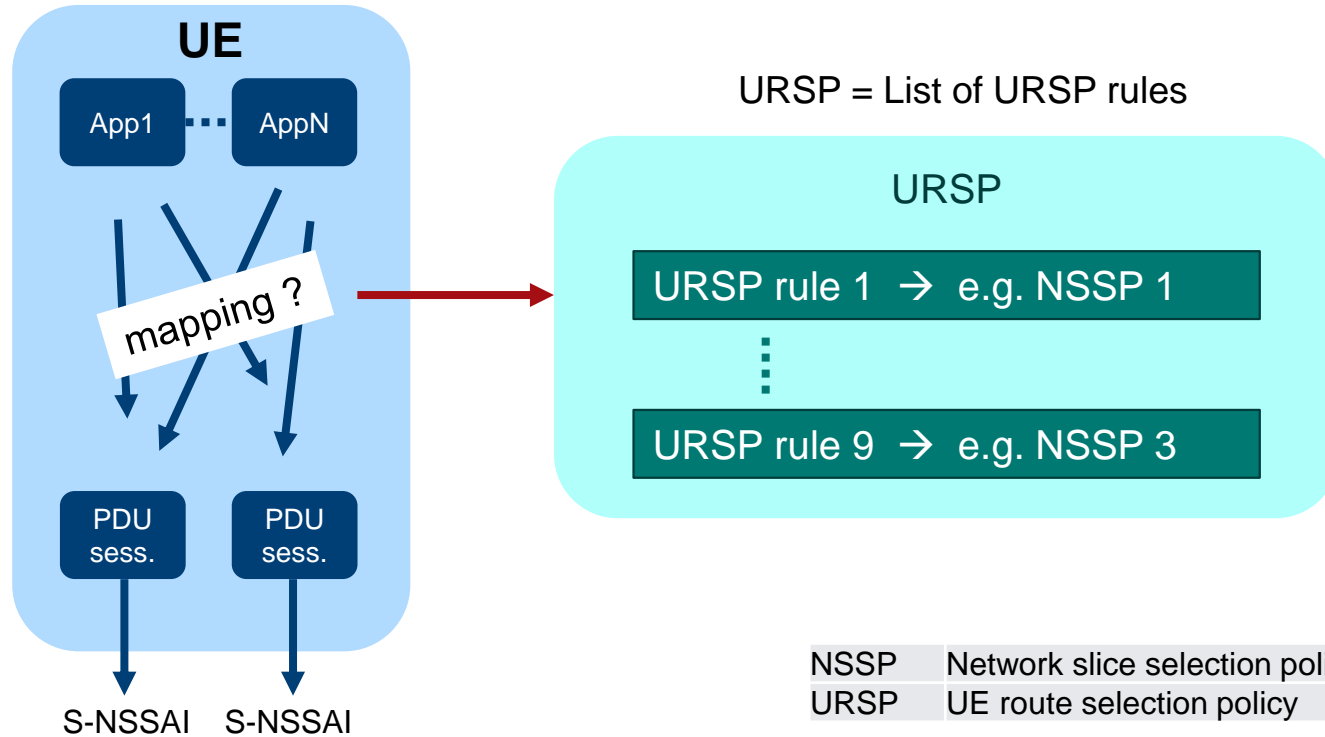 UE
App1
AppN
mapping ?
PDU
sess.
PDU
sess.
S-NSSAI
S-NSSAI
URSP = List of URSP rules
URSP
URSP rule 1 → e.g. NSSP 1
URSP rule 9 → e.g. NSSP 3
NSSP Network slice selection pol
URSP UE route selection policy